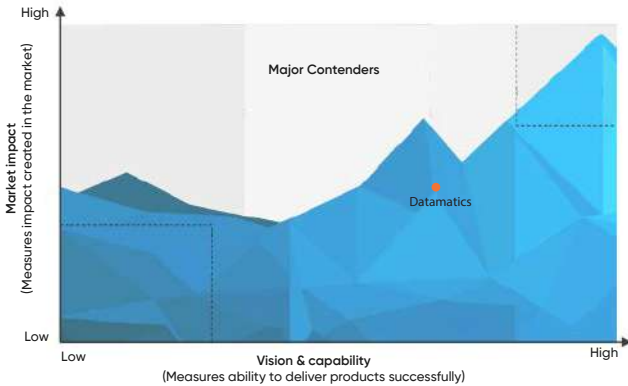 High
Major Contenders
Market impact
(Measures impact created in the market)
Datamatics
Low
Low
High
Vision & capability
(Measures ability to deliver products successfully)